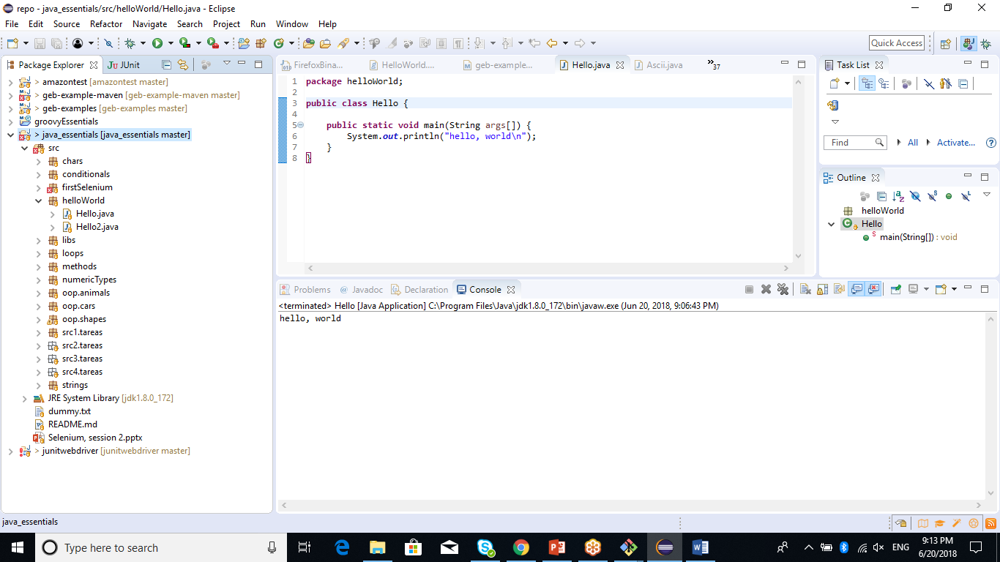 repo - java_essentials/src/helloWorld/Hello.java - Eclipse
File Edit Source Refactor Navigate Search Project Run Window Help
Quick Access
Package Explorer
JUnit
> amazontest [amazontest master]
> geb-example-maven [geb-example-maven master]
> geb-examples [geb-examples master]
groovyEssentials
> java_essentials [java_essentials master]
src
chars
conditionals
firstSelenium
helloWorld
Hello.java
Hello2.java
libs
loops
methods
numericTypes
oop.animals
oop.cars
oop.shapes
src1.tareas
src2.tareas
src3.tareas
src4.tareas
strings
JRE System Library [jdk1.8.0_172]
dummy.txt
README.md
Selenium, session 2.pptx
> junitwebdriver [junitwebdriver master]
FirefoxBina... HelloWorld.... geb-example... Hello.java Ascii.java »37
1 package helloWorld;
2
3 public class Hello {
4
5 public static void main(String args[]) {
6 System.out.println("hello, world\n");
7 }
8 }
Task List
Find All Activate...
Outline
helloWorld
Hello
main(String[]) : void
Problems @ Javadoc Declaration Console
<terminated> Hello [Java Application] C:\Program Files\Java\jdk1.8.0_172\bin\javaw.exe (Jun 20, 2018, 9:06:43 PM)
hello, world
java_essentials
Type here to search
ENG
9:13 PM
6/20/2018